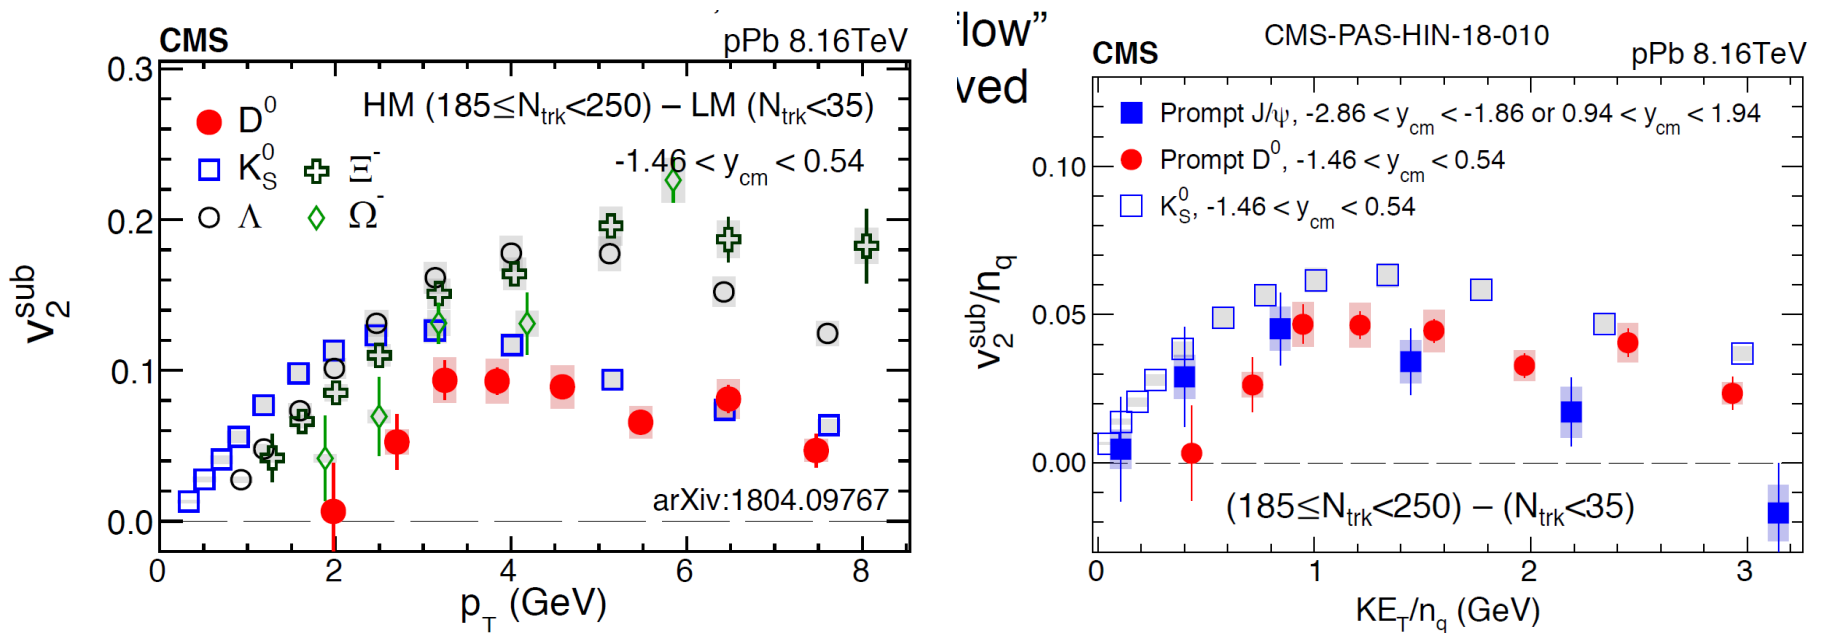 CMS
pPb 8.16TeV
HM (185≤Ntrk<250) – LM (Ntrk<35)
D0
-1.46 < ycm < 0.54
K0S
Ξ-
Λ
Ω-
0.3
0.2
0.1
0.0
v2sub
arXiv:1804.09767
0 2 4 6 8
pT (GeV)
flow”
ved
CMS-PAS-HIN-18-010
CMS
pPb 8.16TeV
Prompt J/ψ, -2.86 < ycm < -1.86 or 0.94 < ycm < 1.94
Prompt D0, -1.46 < ycm < 0.54
K0S, -1.46 < ycm < 0.54
0.10
0.05
0.00
v2sub/nq
(185≤Ntrk<250) – (Ntrk<35)
0 1 2 3
KET/nq (GeV)